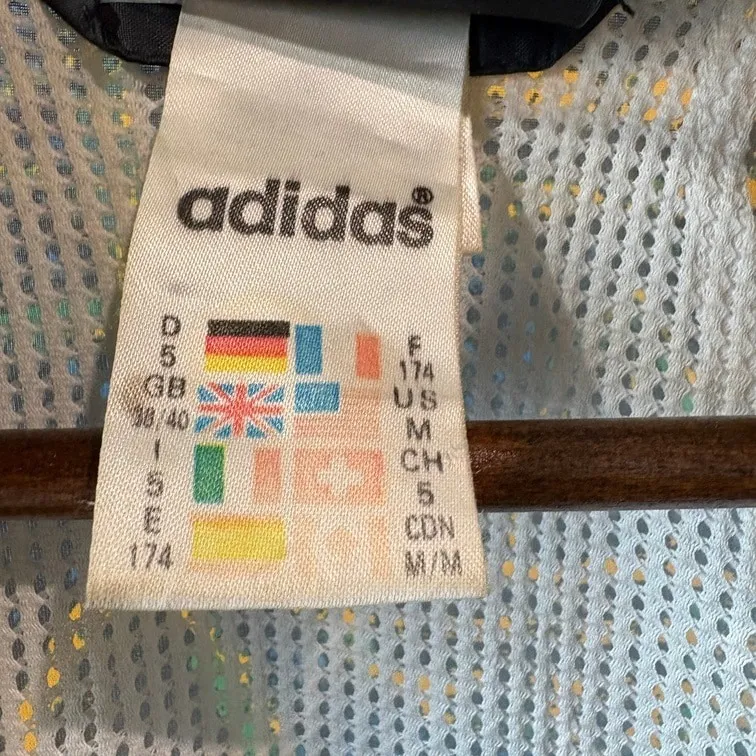 adidas®
D
5
GB
38/40
I
5
E
174
F
174
US
M
CH
5
CDN
M/M